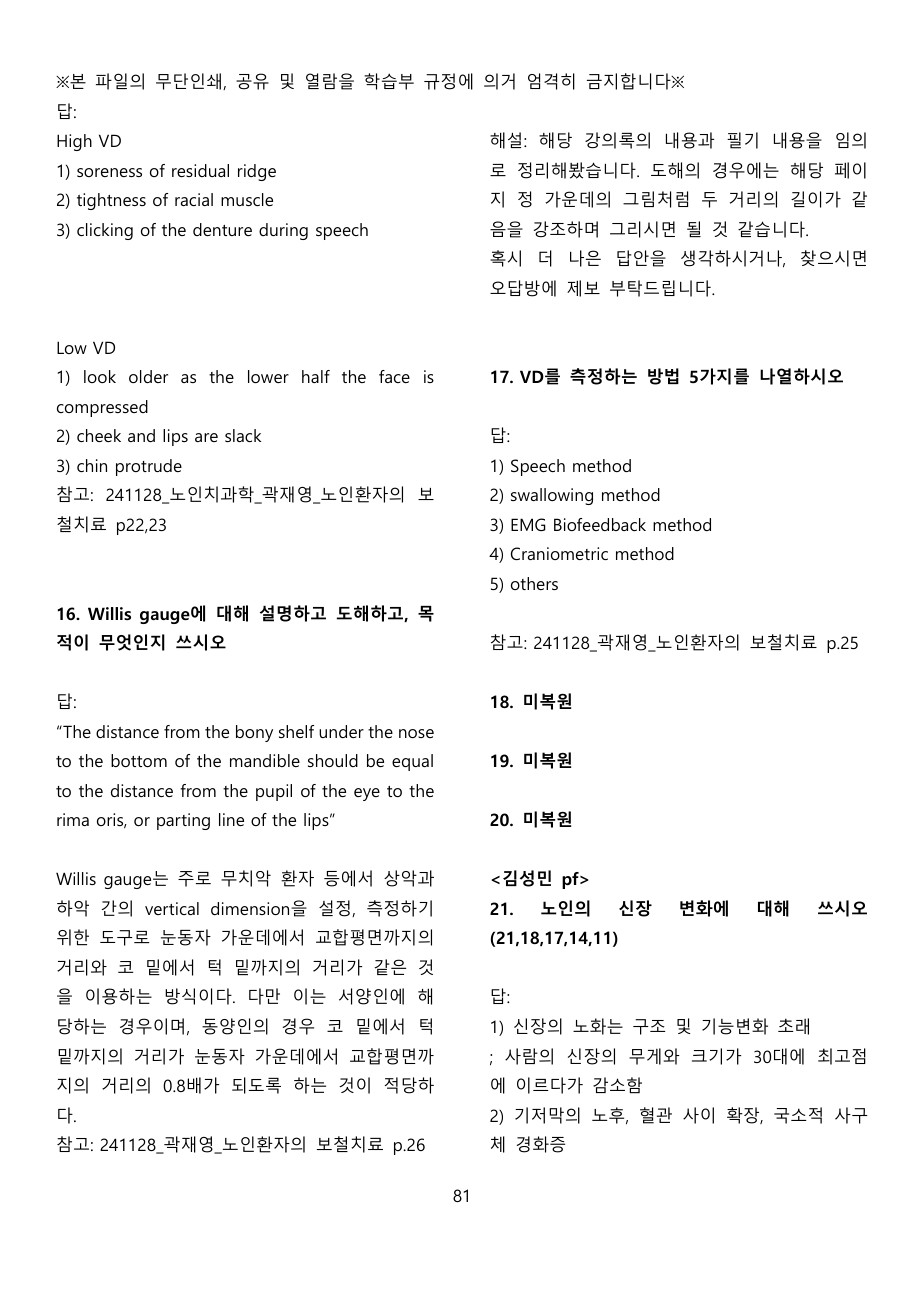 ※본 파일의 무단인쇄, 공유 및 열람을 학습부 규정에 의거 엄격히 금지합니다※
답:
High VD
1) soreness of residual ridge
2) tightness of racial muscle
3) clicking of the denture during speech
Low VD
1) look older as the lower half the face is
compressed
2) cheek and lips are slack
3) chin protrude
참고: 241128_노인치과학_곽재영_노인환자의 보
철치료 p22,23
16. Willis gauge에 대해 설명하고 도해하고, 목
적이 무엇인지 쓰시오
답:
“The distance from the bony shelf under the nose
to the bottom of the mandible should be equal
to the distance from the pupil of the eye to the
rima oris, or parting line of the lips”
Willis gauge는 주로 무치악 환자 등에서 상악과
하악 간의 vertical dimension을 설정, 측정하기
위한 도구로 눈동자 가운데에서 교합평면까지의
거리와 코 밑에서 턱 밑까지의 거리가 같은 것
을 이용하는 방식이다. 다만 이는 서양인에 해
당하는 경우이며, 동양인의 경우 코 밑에서 턱
밑까지의 거리가 눈동자 가운데에서 교합평면까
지의 거리의 0.8배가 되도록 하는 것이 적당하
다.
참고: 241128_곽재영_노인환자의 보철치료 p.26
해설: 해당 강의록의 내용과 필기 내용을 임의
로 정리해봤습니다. 도해의 경우에는 해당 페이
지 정 가운데의 그림처럼 두 거리의 길이가 같
음을 강조하며 그리시면 될 것 같습니다.
혹시 더 나은 답안을 생각하시거나, 찾으시면
오답방에 제보 부탁드립니다.
17. VD를 측정하는 방법 5가지를 나열하시오
답:
1) Speech method
2) swallowing method
3) EMG Biofeedback method
4) Craniometric method
5) others
참고: 241128_곽재영_노인환자의 보철치료 p.25
18. 미복원
19. 미복원
20. 미복원
<김성민 pf>
21. 노인의 신장 변화에 대해 쓰시오
(21,18,17,14,11)
답:
1) 신장의 노화는 구조 및 기능변화 초래
; 사람의 신장의 무게와 크기가 30대에 최고점
에 이르다가 감소함
2) 기저막의 노후, 혈관 사이 확장, 국소적 사구
체 경화증
81